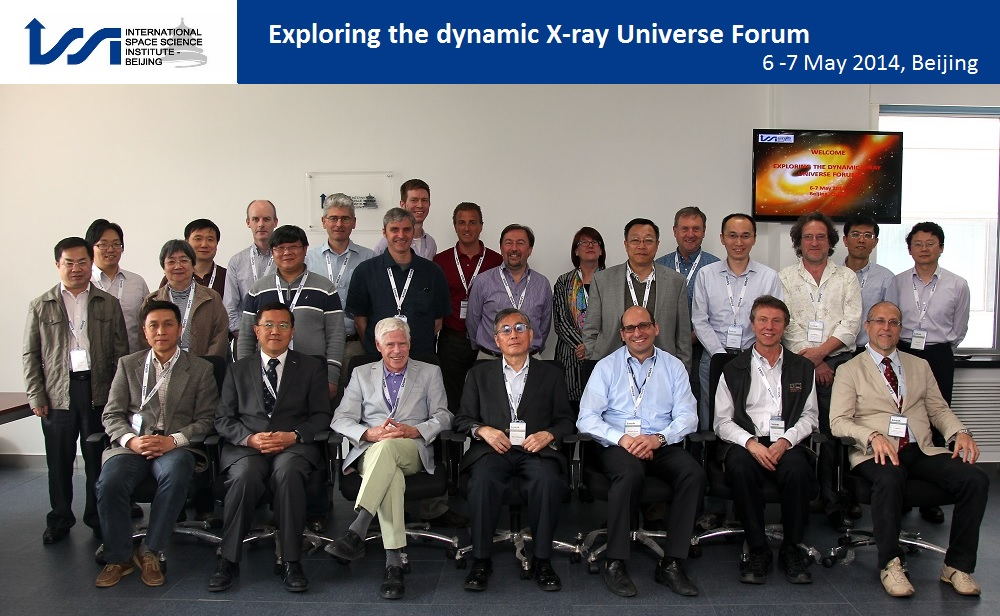 INTERNATIONAL
SPACE SCIENCE
INSTITUTE -
BEIJING
Exploring the dynamic X-ray Universe Forum
6 -7 May 2014, Beijing
WELCOME
EXPLORING THE DYNAMIC X-RAY
UNIVERSE FORUM
6-7 May
Beijing